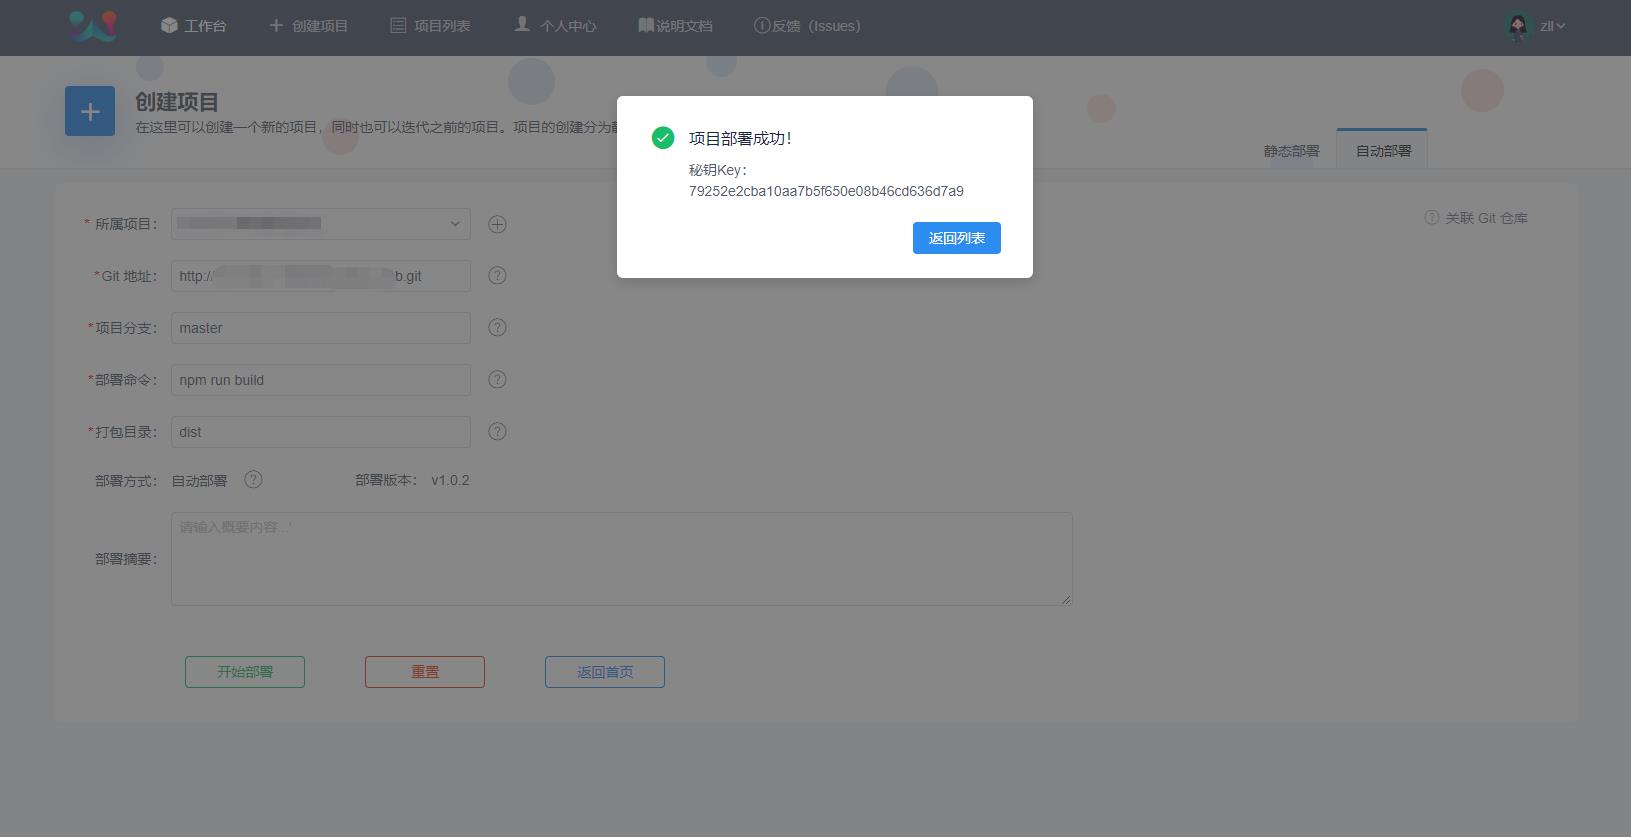 工作台
创建项目
项目列表
个人中心
说明文档
反馈（Issues）
zll
创建项目
在这里可以创建一个新的项目，同时也可以迭代之前的项目。项目的创建分为
静态部署
自动部署
项目部署成功！
秘钥Key：
79252e2cba10aa7b5f650e08b46cd636d7a9
返回列表
* 所属项目：
? 关联 Git 仓库
*Git 地址：
http:/
b.git
?
*项目分支：
master
?
*部署命令：
npm run build
?
*打包目录：
dist
?
部署方式：
自动部署
?
部署版本：
v1.0.2
部署摘要：
请输入概要内容...'
开始部署
重置
返回首页